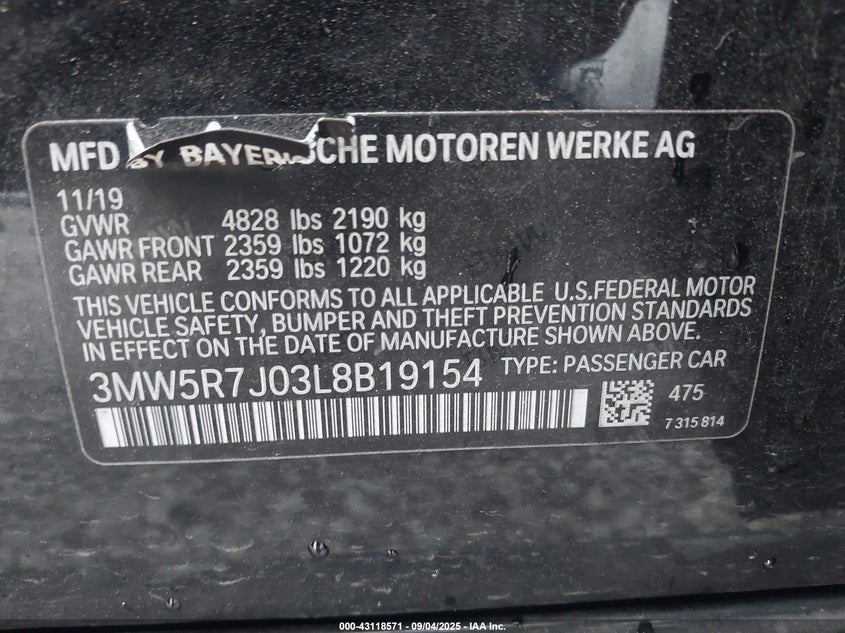 MFD BY BAYERISCHE MOTOREN WERKE AG
11/19
GVWR 4828 lbs 2190 kg
GAWR FRONT 2359 lbs 1072 kg
GAWR REAR 2359 lbs 1220 kg
THIS VEHICLE CONFORMS TO ALL APPLICABLE U.S.FEDERAL MOTOR
VEHICLE SAFETY, BUMPER AND THEFT PREVENTION STANDARDS
IN EFFECT ON THE DATE OF MANUFACTURE SHOWN ABOVE.
3MW5R7J03L8B19154 TYPE: PASSENGER CAR
475
7 315 814
000-43118571 - 09/04/2025 - IAA Inc.